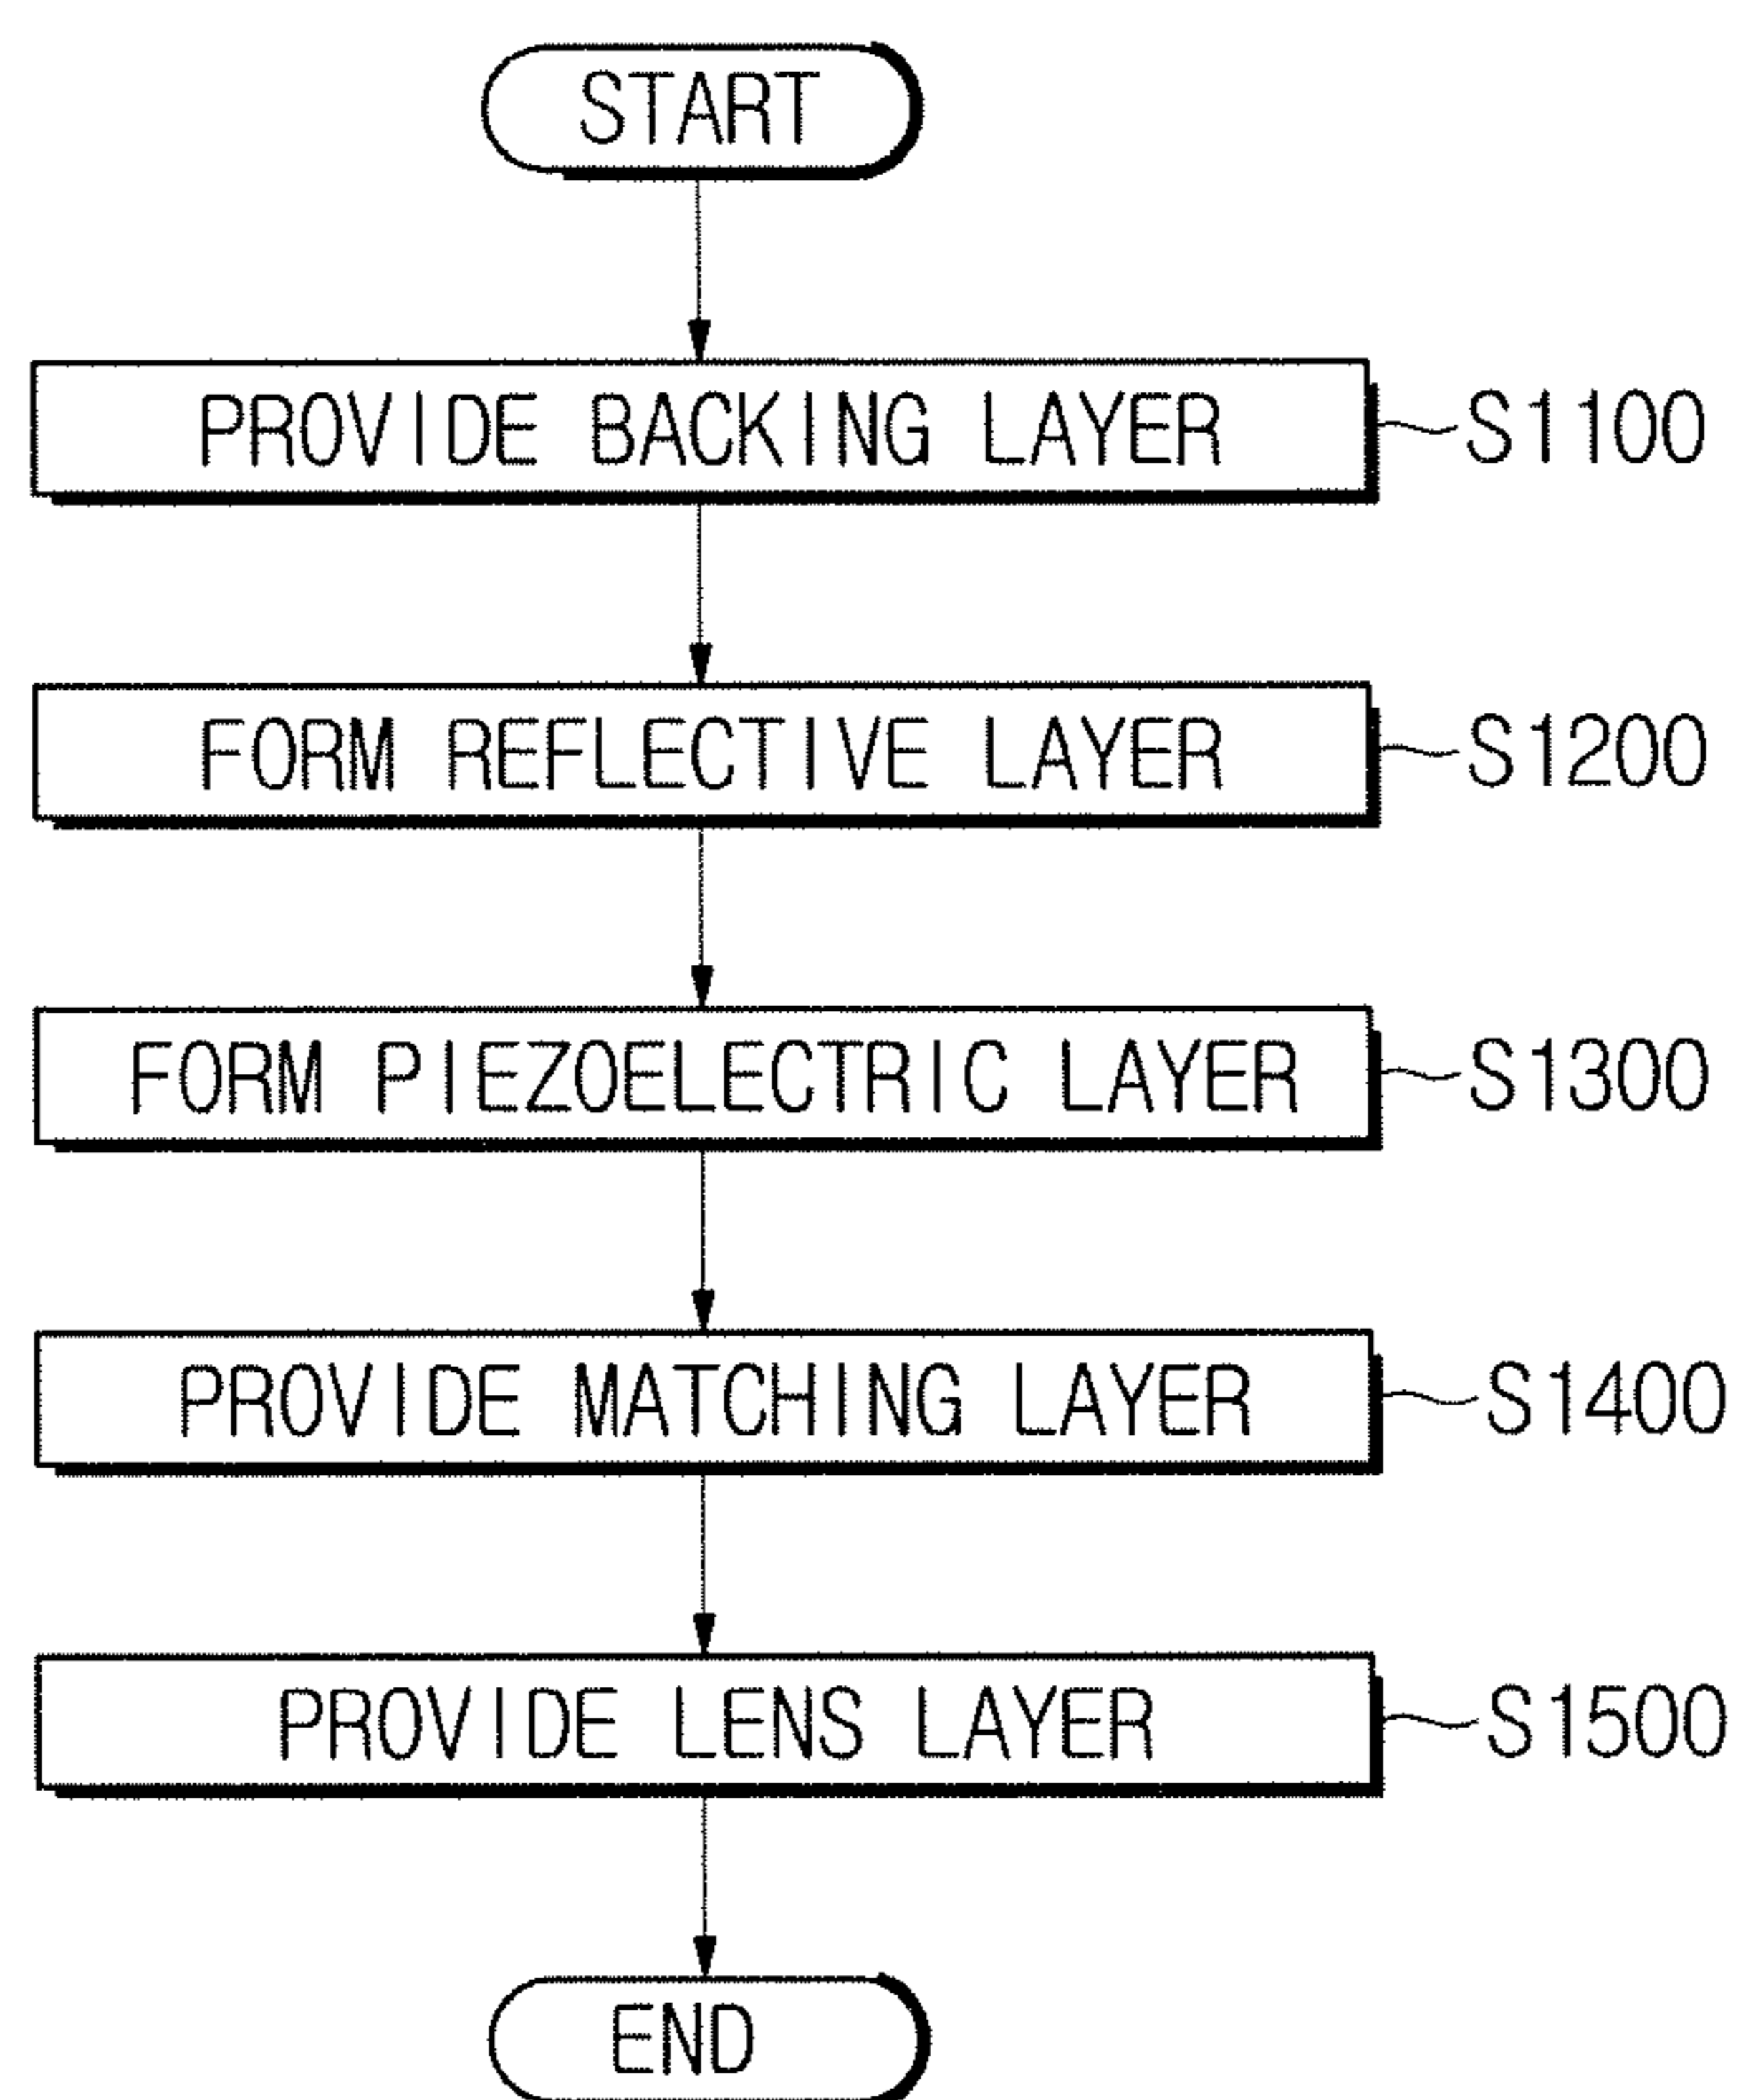 START
PROVIDE BACKING LAYER S1100
FORM REFLECTIVE LAYER S1200
FORM PIEZOELECTRIC LAYER S1300
PROVIDE MATCHING LAYER S1400
PROVIDE LENS LAYER S1500
END